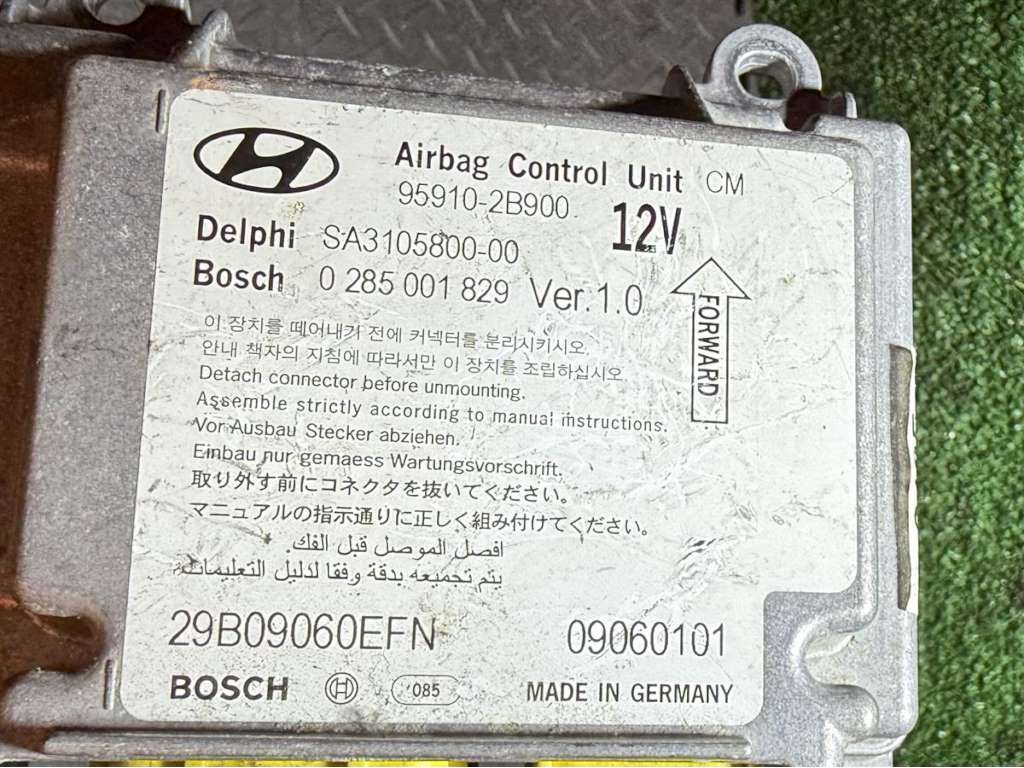 Airbag Control Unit CM
95910-2B900
12V
Delphi SA3105800-00
Bosch 0 285 001 829 Ver.1.0
FORWARD
이 장치를 떼어내기 전에 커넥터를 분리시키시오.
안내 책자의 지침에 따라서만 이 장치를 조립하십시오.
Detach connector before unmounting.
Assemble strictly according to manual instructions.
Vor Ausbau Stecker abziehen.
Einbau nur gemaess Wartungsvorschrift.
取り外す前にコネクタを抜いてください。
マニュアルの指示通りに正しく組み付けてください。
افصل الموصل قبل الفك.
يتم تجميعه بدقة وفقا لدليل التعليمات.
29B09060EFN 09060101
BOSCH 085 MADE IN GERMANY